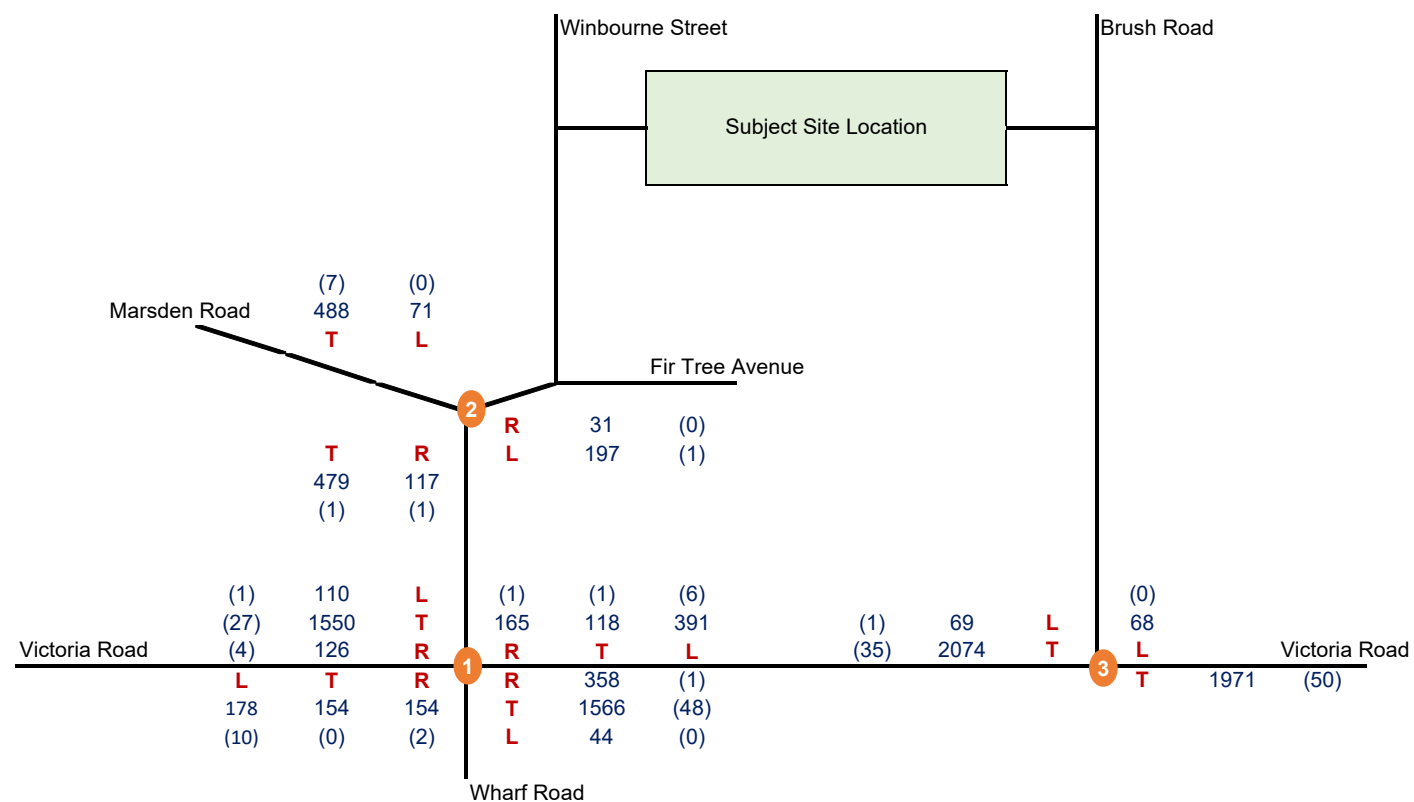 Winbourne Street
Brush Road
Subject Site Location
(7) (0)
Marsden Road 488 71
T L
Fir Tree Avenue
2
R 31 (0)
T R L 197 (1)
479 117
(1) (1)
(1) 110 L (1) (1) (6) (0)
(27) 1550 T 165 118 391 (1) 69 L 68
Victoria Road (4) 126 R R T L (35) 2074 T L Victoria Road
1 3
L T R R 358 (1) T 1971 (50)
178 154 154 T 1566 (48)
(10) (0) (2) L 44 (0)
Wharf Road